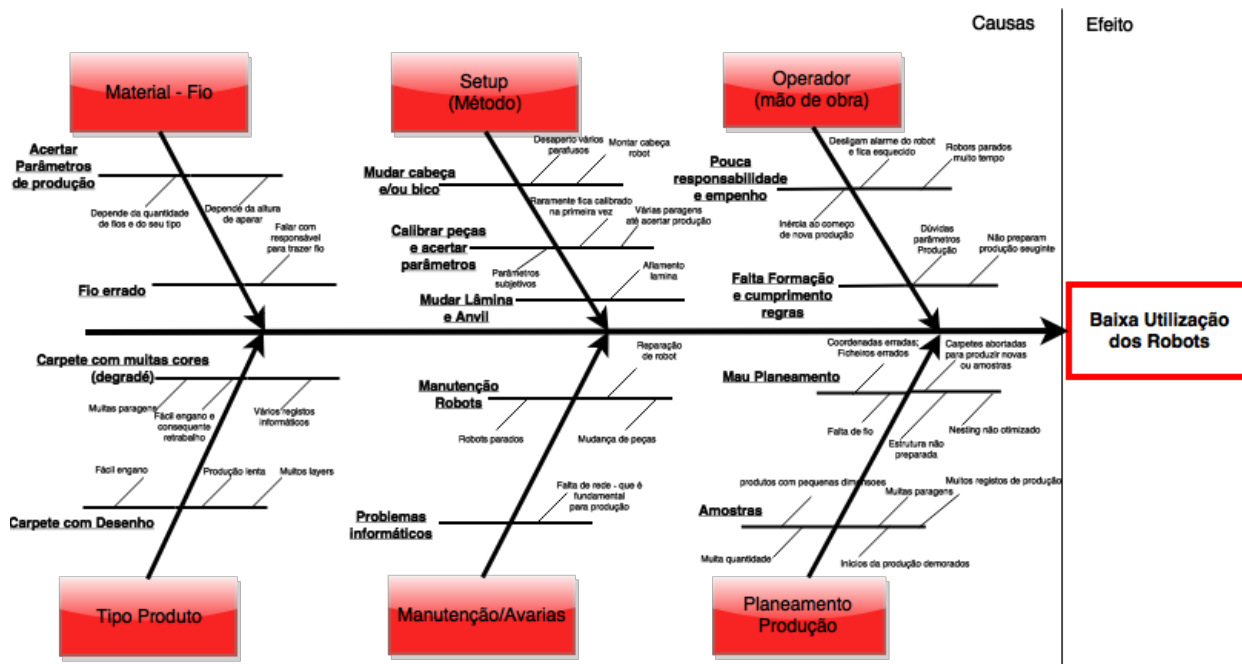 Causas
Efeito
Material - Fio
Setup
(Método)
Operador
(mão de obra)
Acertar
Parâmetros
de produção
Depende da quantidade
de fios e do seu tipo
Depende da altura
de aparar
Falar com
responsável
para trazer fio
Fio errado
Desaperto vários
parafusos
Montar cabeça
robot
Mudar cabeça
e/ou bico
Raramente fica calibrado
na primeira vez
Várias paragens
até acertar produção
Calibrar peças
e acertar
parâmetros
Parâmetros
subjetivos
Afiamento
lamina
Mudar Lâmina
e Anvil
Desligam alarme do robot
e fica esquecido
Robors parados
muito tempo
Pouca
responsabilidade
e empenho
Inércia ao começo
de nova produção
Dúvidas
parâmetros
Produção
Não preparam
produção seuginte
Falta Formação
e cumprimento
regras
Baixa Utilização
dos Robots
Carpete com muitas cores
(degradé)
Muitas paragens
Fácil engano e
consequente
retrabalho
Vários registos
informáticos
Fácil engano
Produção lenta
Muitos layers
Carpete com Desenho
Reparação
de robot
Manutenção
Robots
Robots parados
Mudança de peças
Falta de rede - que é
fundamental
para produção
Problemas
informáticos
Coordenadas erradas;
Ficheiros errados
Carpetes abortadas
para produzir novas
ou amostras
Mau Planeamento
Falta de fio
Estrutura não
preparada
Nesting não otimizado
produtos com pequenas dimensoes
Muitas paragens
Muitos registos de produção
Amostras
Muita quantidade
Inícios da produção demorados
Tipo Produto
Manutenção/Avarias
Planeamento
Produção